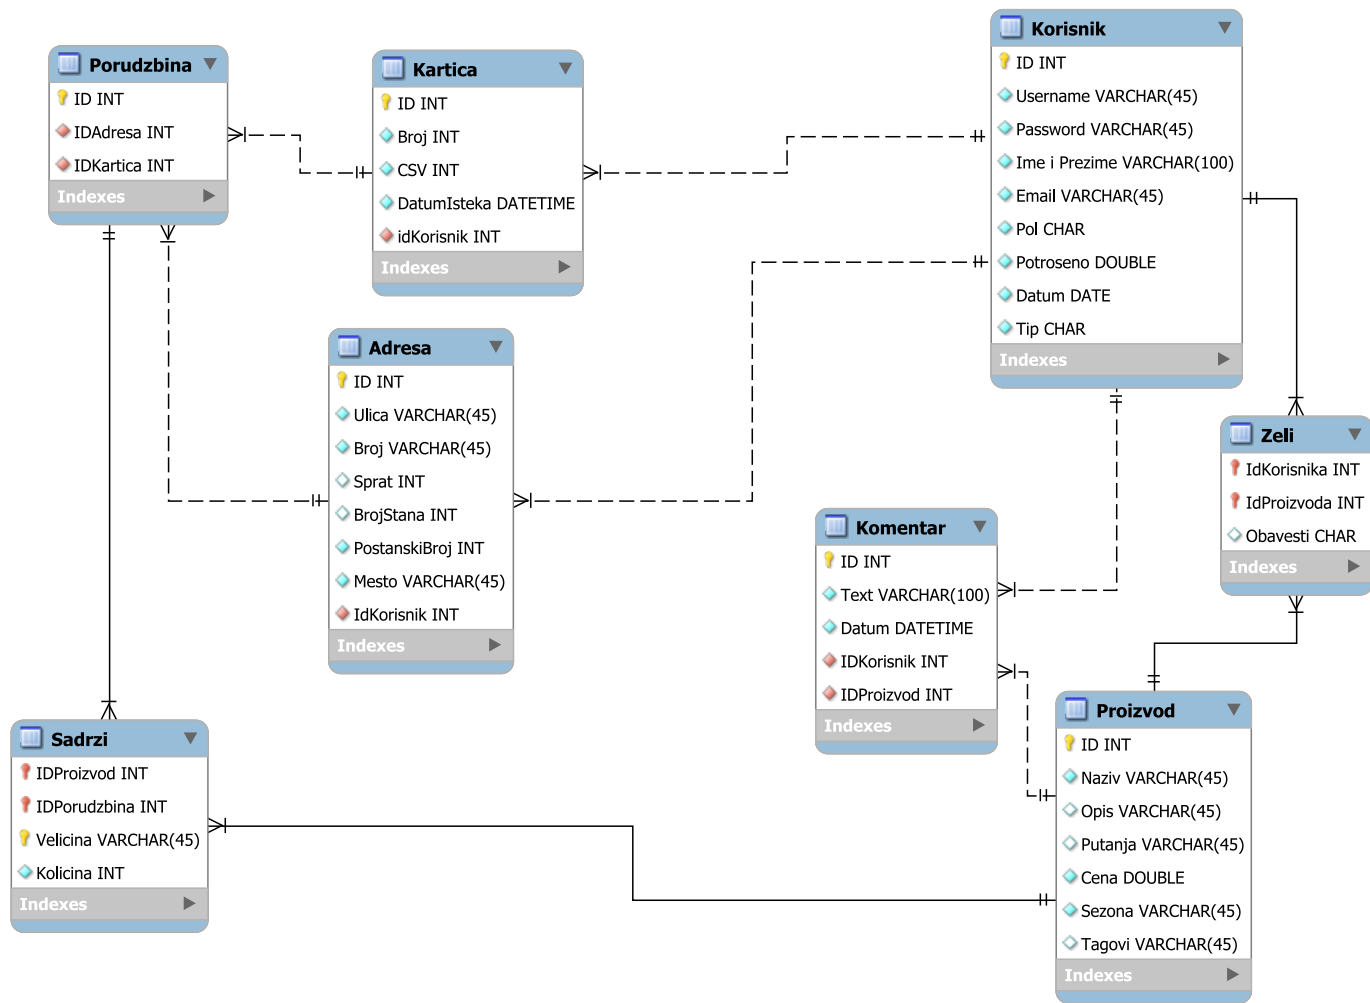 Porudzbina
ID INT
IDAdresa INT
IDKartica INT
Indexes
Kartica
ID INT
Broj INT
CSV INT
DatumIsteka DATETIME
idKorisnik INT
Indexes
Korisnik
ID INT
Username VARCHAR(45)
Password VARCHAR(45)
Ime i Prezime VARCHAR(100)
Email VARCHAR(45)
Pol CHAR
Potroseno DOUBLE
Datum DATE
Tip CHAR
Indexes
Adresa
ID INT
Ulica VARCHAR(45)
Broj VARCHAR(45)
Sprat INT
BrojStana INT
PostanskiBroj INT
Mesto VARCHAR(45)
IdKorisnik INT
Indexes
Zeli
IdKorisnika INT
IdProizvoda INT
Obavesti CHAR
Indexes
Komentar
ID INT
Text VARCHAR(100)
Datum DATETIME
IDKorisnik INT
IDProizvod INT
Indexes
Sadrzi
IDProizvod INT
IDPorudzbina INT
Velicina VARCHAR(45)
Kolicina INT
Indexes
Proizvod
ID INT
Naziv VARCHAR(45)
Opis VARCHAR(45)
Putanja VARCHAR(45)
Cena DOUBLE
Sezona VARCHAR(45)
Tagovi VARCHAR(45)
Indexes